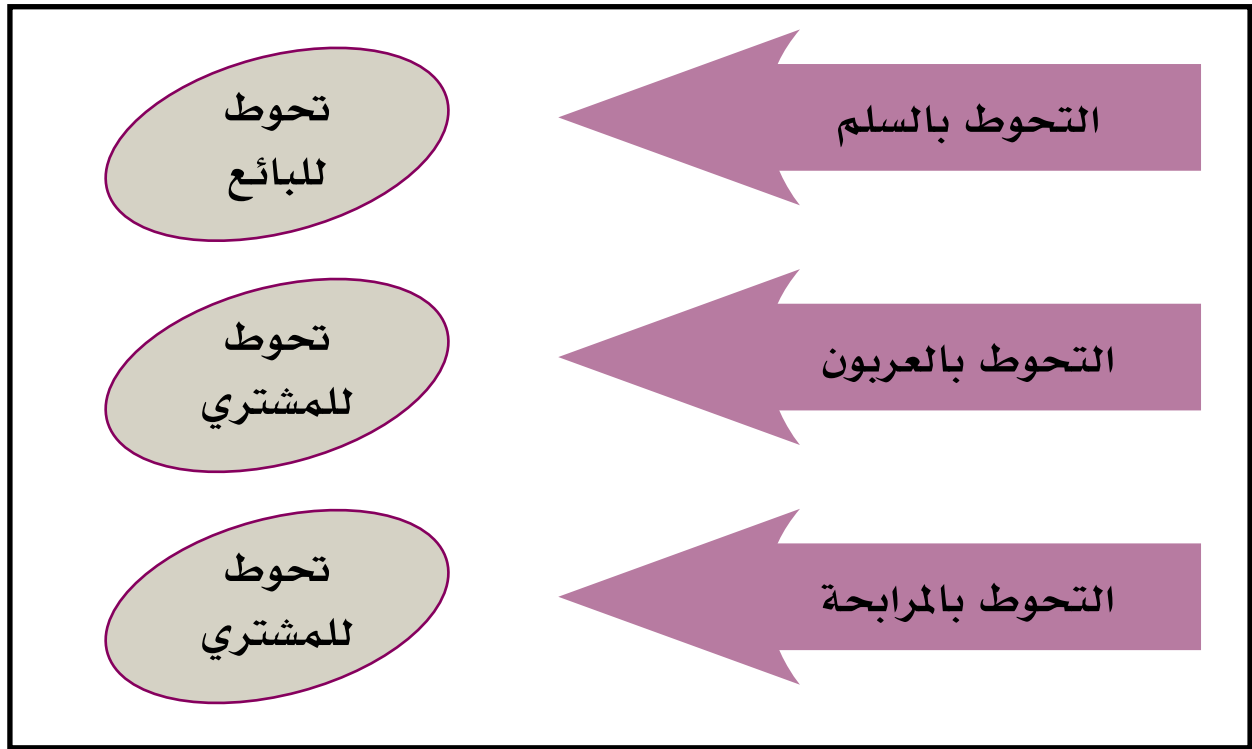 التحوط بالسلم
تحوط
للبائع
التحوط بالعربون
تحوط
للمشتري
التحوط بالمرابحة
تحوط
للمشتري